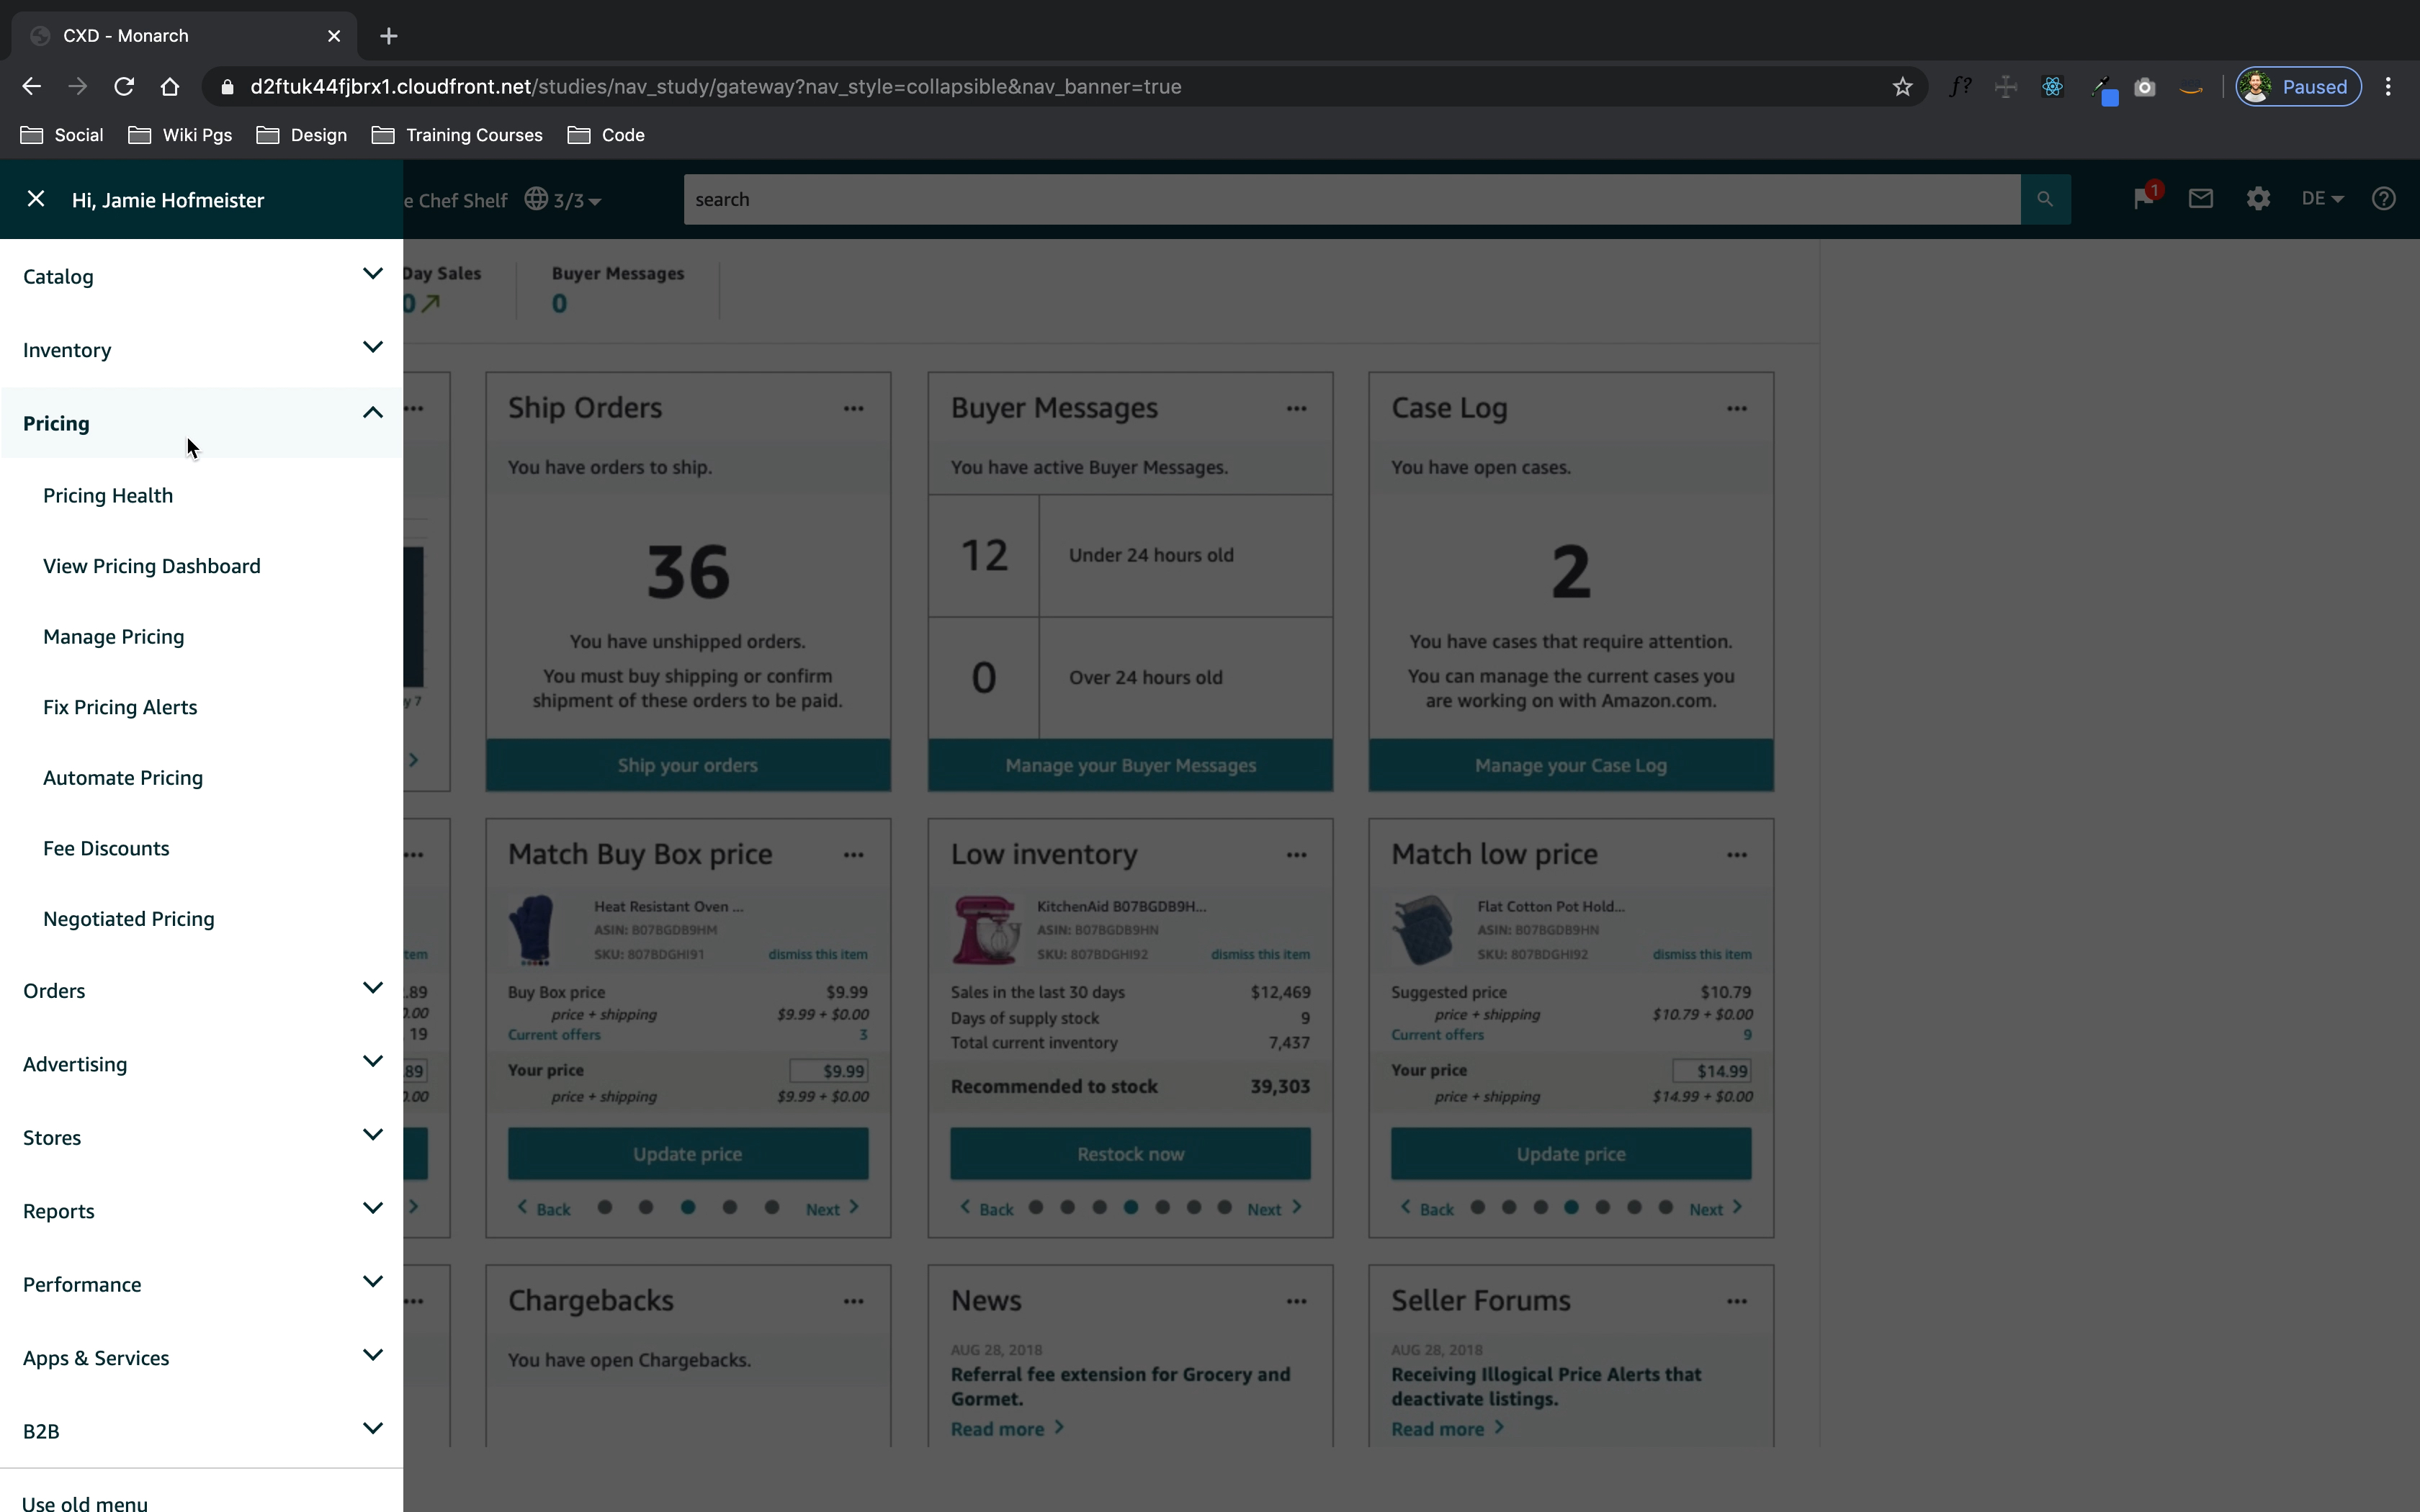 CXD - Monarch
d2ftuk44fjbrx1.cloudfront.net/studies/nav_study/gateway?nav_style=collapsible&nav_banner=true
f?
Paused
Social
Wiki Pgs
Design
Training Courses
Code
Hi, Jamie Hofmeister
e Chef Shelf
3/3
search
1
DE
Catalog
Inventory
Pricing
Pricing Health
View Pricing Dashboard
Manage Pricing
Fix Pricing Alerts
Automate Pricing
Fee Discounts
Negotiated Pricing
Orders
Advertising
Stores
Reports
Performance
Apps & Services
B2B
Use old menu
Day Sales
0
Buyer Messages
0
y 7
Ship Orders
You have orders to ship.
36
You have unshipped orders.
You must buy shipping or confirm
shipment of these orders to be paid.
Ship your orders
Buyer Messages
You have active Buyer Messages.
12
Under 24 hours old
0
Over 24 hours old
Manage your Buyer Messages
Case Log
You have open cases.
2
You have cases that require attention.
You can manage the current cases you
are working on with Amazon.com.
Manage your Case Log
tem
.89
0.00
19
89
0.00
Match Buy Box price
Heat Resistant Oven ...
ASIN: B07BGDB9HM
SKU: 807BDGHI91
dismiss this item
Buy Box price $9.99
price + shipping $9.99 + $0.00
Current offers 3
Your price $9.99
price + shipping $9.99 + $0.00
Update price
Back
Next
Low inventory
KitchenAid B07BGDB9H...
ASIN: B07BGDB9HN
SKU: 807BDGHI92
dismiss this item
Sales in the last 30 days $12,469
Days of supply stock 9
Total current inventory 7,437
Recommended to stock 39,303
Restock now
Back
Next
Match low price
Flat Cotton Pot Hold...
ASIN: B07BGDB9HN
SKU: 807BDGHI92
dismiss this item
Suggested price $10.79
price + shipping $10.79 + $0.00
Current offers 9
Your price $14.99
price + shipping $14.99 + $0.00
Update price
Back
Next
Chargebacks
You have open Chargebacks.
News
AUG 28, 2018
Referral fee extension for Grocery and
Gormet.
Read more
Seller Forums
AUG 28, 2018
Receiving Illogical Price Alerts that
deactivate listings.
Read more